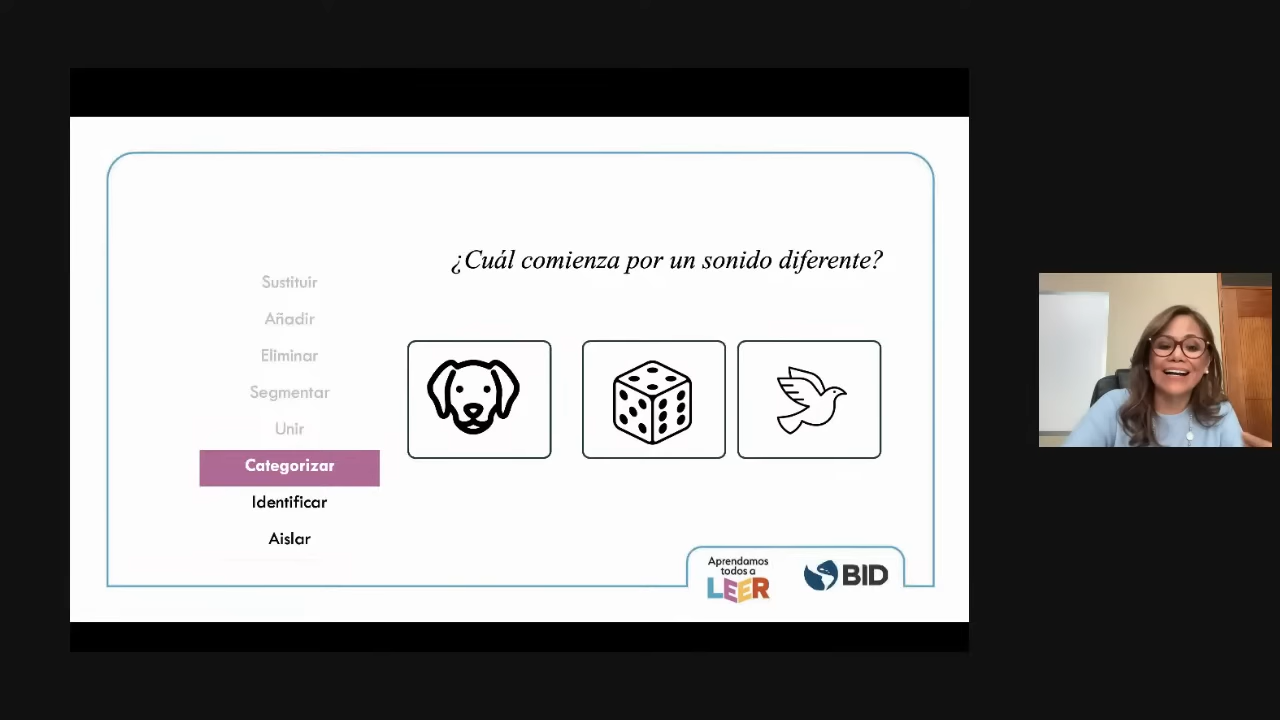 ¿Cuál comienza por un sonido diferente?
Sustituir
Añadir
Eliminar
Segmentar
Unir
Categorizar
Identificar
Aislar
Aprendamos
todos a
LEER
BID